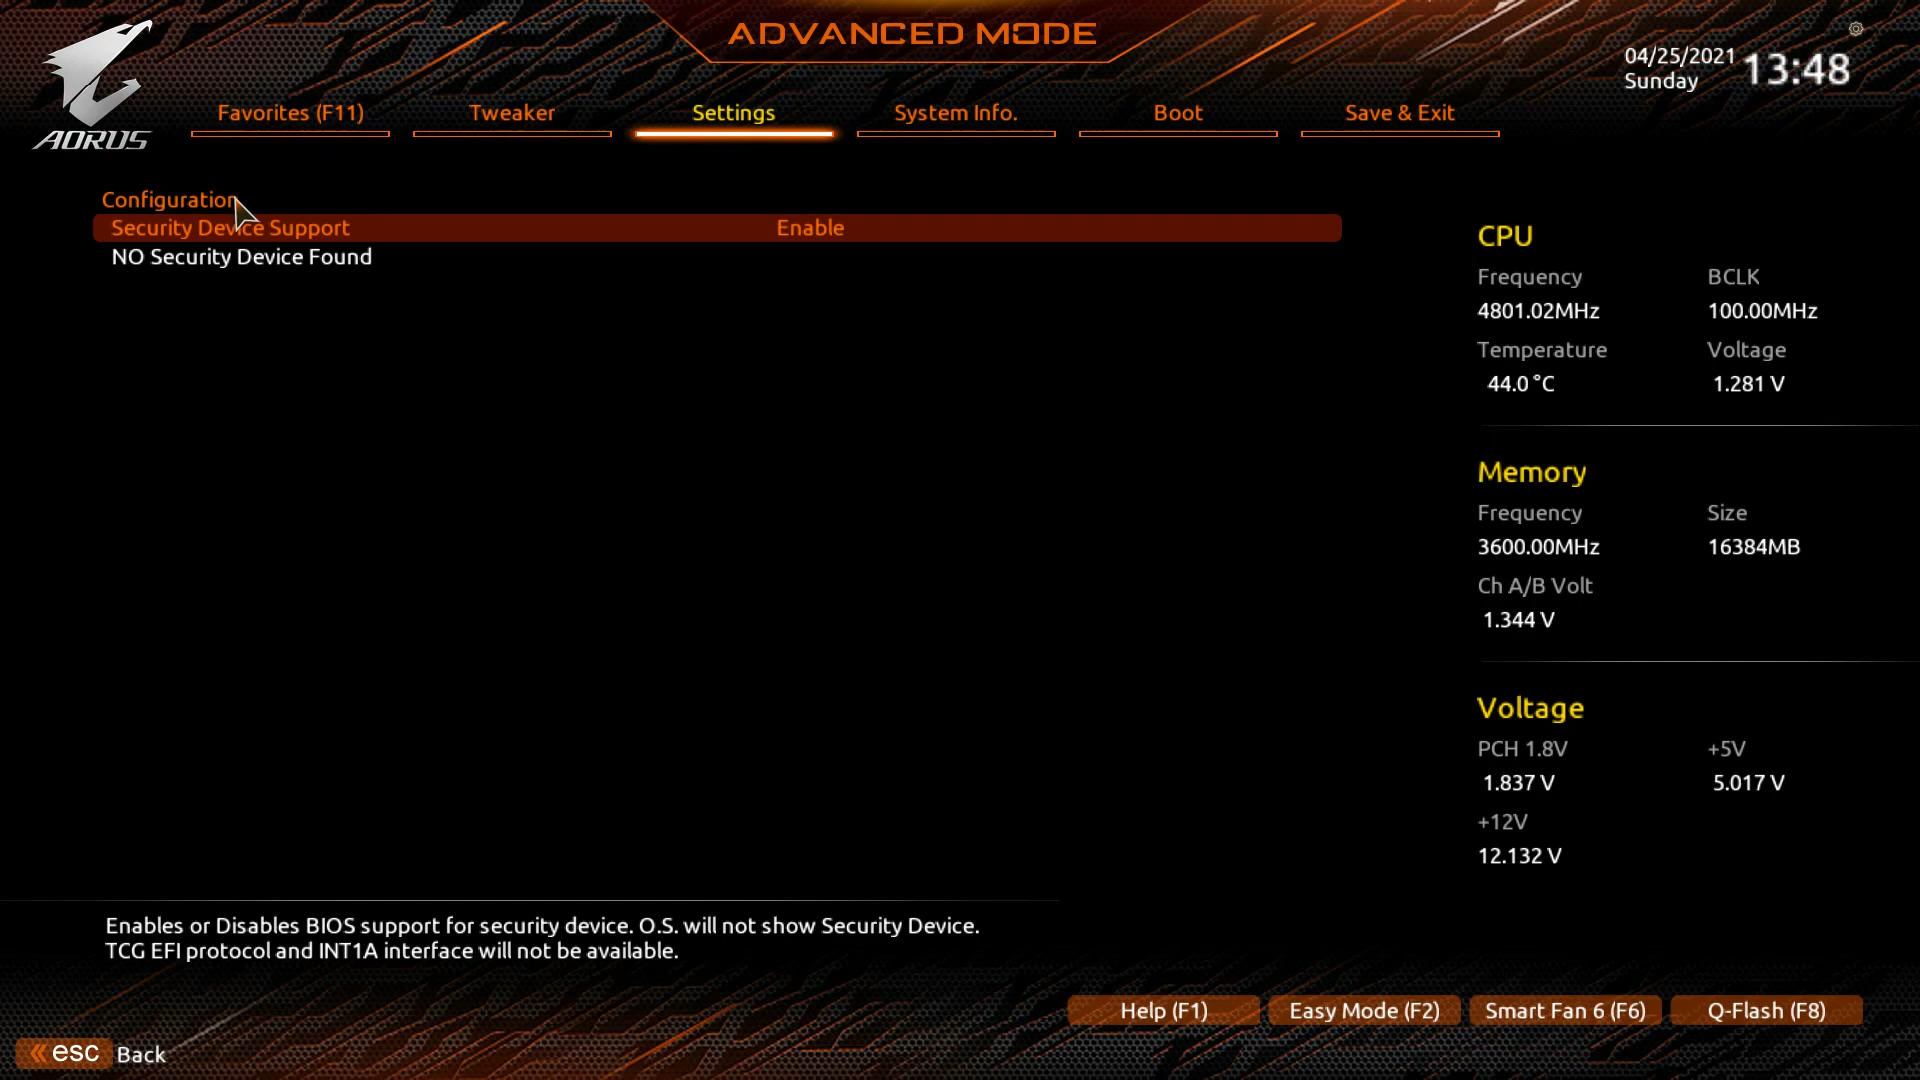 ADVANCED MODE
04/25/2021
Sunday
13:48
AORUS
Favorites (F11)
Tweaker
Settings
System Info.
Boot
Save & Exit
Configuration
Security Device Support Enable
NO Security Device Found
CPU
Frequency BCLK
4801.02MHz 100.00MHz
Temperature Voltage
44.0 °C 1.281 V
Memory
Frequency Size
3600.00MHz 16384MB
Ch A/B Volt
1.344 V
Voltage
PCH 1.8V +5V
1.837 V 5.017 V
+12V
12.132 V
Enables or Disables BIOS support for security device. O.S. will not show Security Device.
TCG EFI protocol and INT1A interface will not be available.
Help (F1)
Easy Mode (F2)
Smart Fan 6 (F6)
Q-Flash (F8)
esc Back